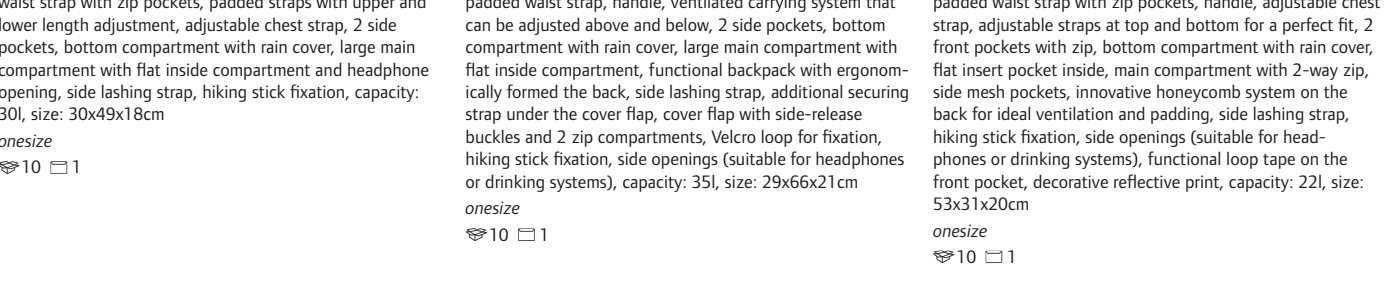 waist strap with zip pockets, padded straps with upper and
lower length adjustment, adjustable chest strap, 2 side
pockets, bottom compartment with rain cover, large main
compartment with flat inside compartment and headphone
opening, side lashing strap, hiking stick fixation, capacity:
30l, size: 30x49x18cm
onesize
10 1
padded waist strap, handle, ventilated carrying system that
can be adjusted above and below, 2 side pockets, bottom
compartment with rain cover, large main compartment with
flat inside compartment, functional backpack with ergonom-
ically formed the back, side lashing strap, additional securing
strap under the cover flap, cover flap with side-release
buckles and 2 zip compartments, Velcro loop for fixation,
hiking stick fixation, side openings (suitable for headphones
or drinking systems), capacity: 35l, size: 29x66x21cm
onesize
10 1
padded waist strap with zip pockets, handle, adjustable chest
strap, adjustable straps at top and bottom for a perfect fit, 2
front pockets with zip, bottom compartment with rain cover,
flat insert pocket inside, main compartment with 2-way zip,
side mesh pockets, innovative honeycomb system on the
back for ideal ventilation and padding, side lashing strap,
hiking stick fixation, side openings (suitable for head-
phones or drinking systems), functional loop tape on the
front pocket, decorative reflective print, capacity: 22l, size:
53x31x20cm
onesize
10 1